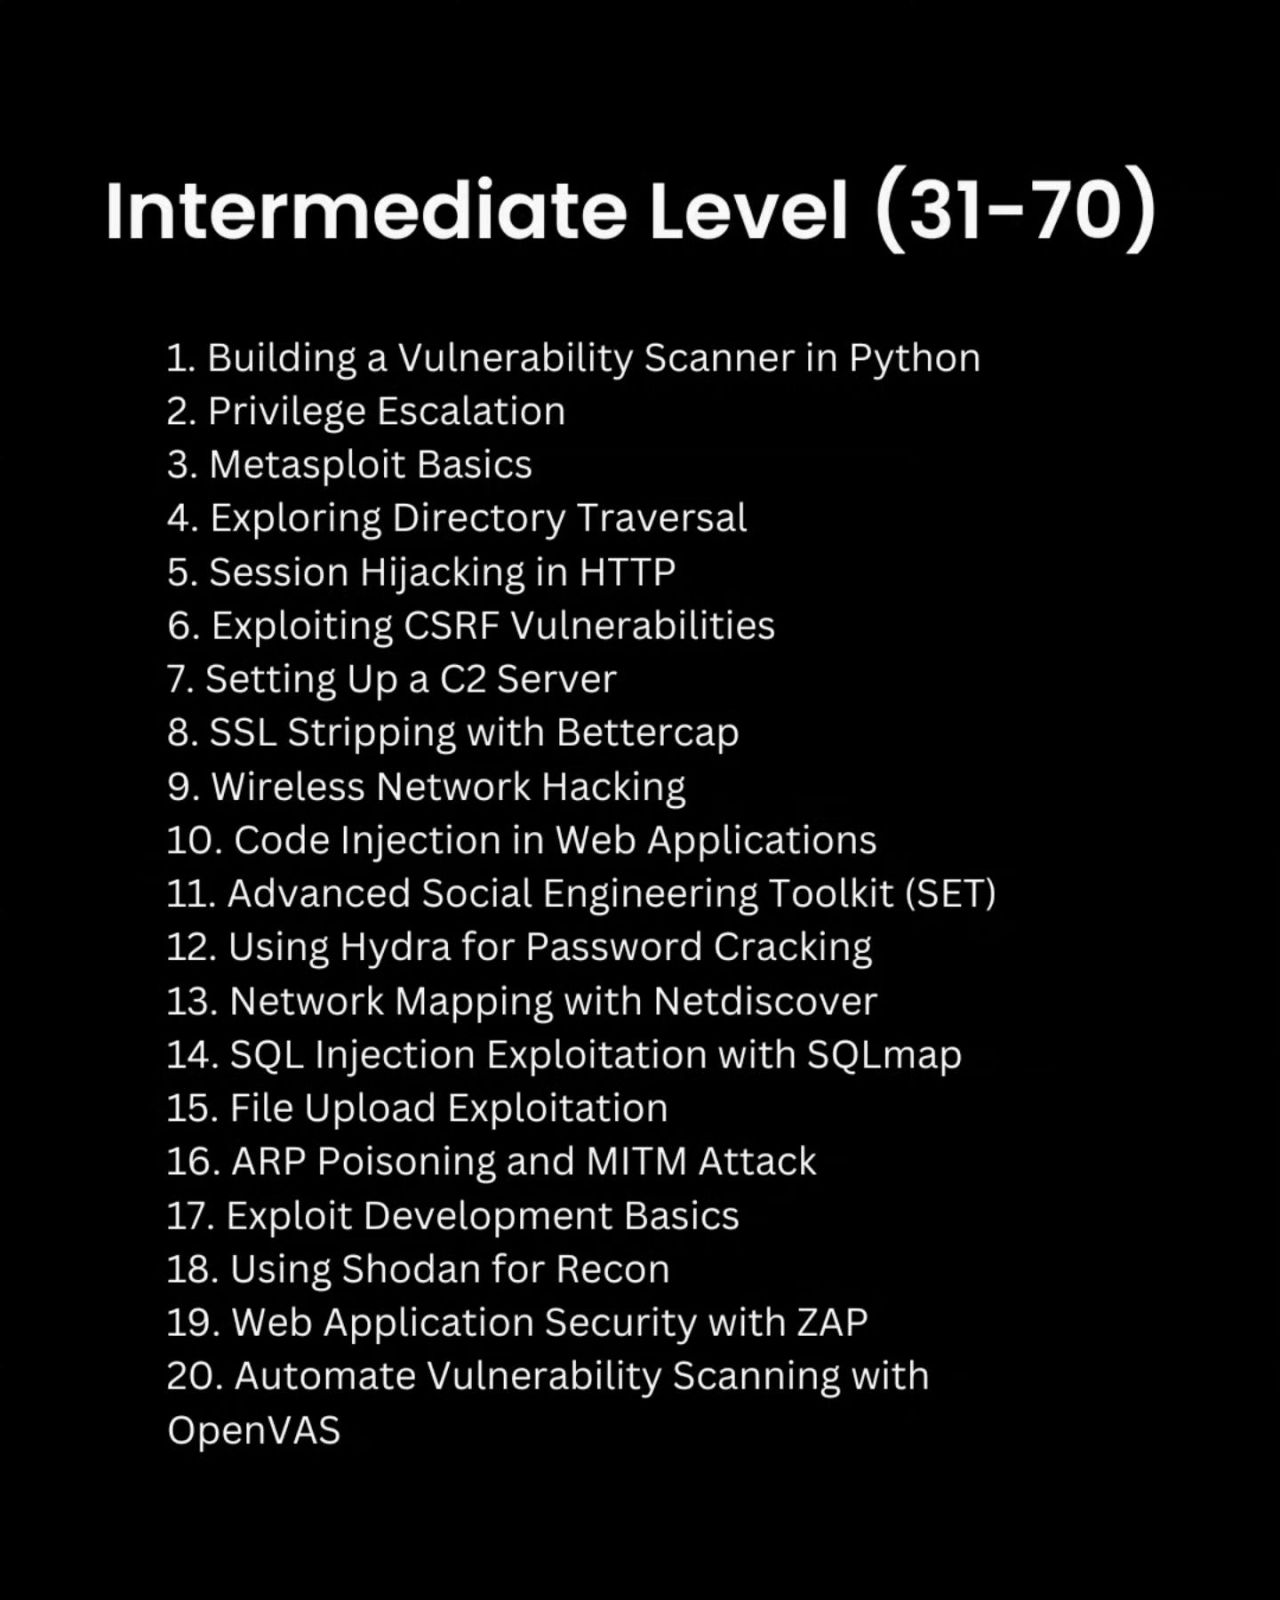 Intermediate Level (31-70)
1. Building a Vulnerability Scanner in Python
2. Privilege Escalation
3. Metasploit Basics
4. Exploring Directory Traversal
5. Session Hijacking in HTTP
6. Exploiting CSRF Vulnerabilities
7. Setting Up a C2 Server
8. SSL Stripping with Bettercap
9. Wireless Network Hacking
10. Code Injection in Web Applications
11. Advanced Social Engineering Toolkit (SET)
12. Using Hydra for Password Cracking
13. Network Mapping with Netdiscover
14. SQL Injection Exploitation with SQLmap
15. File Upload Exploitation
16. ARP Poisoning and MITM Attack
17. Exploit Development Basics
18. Using Shodan for Recon
19. Web Application Security with ZAP
20. Automate Vulnerability Scanning with
OpenVAS